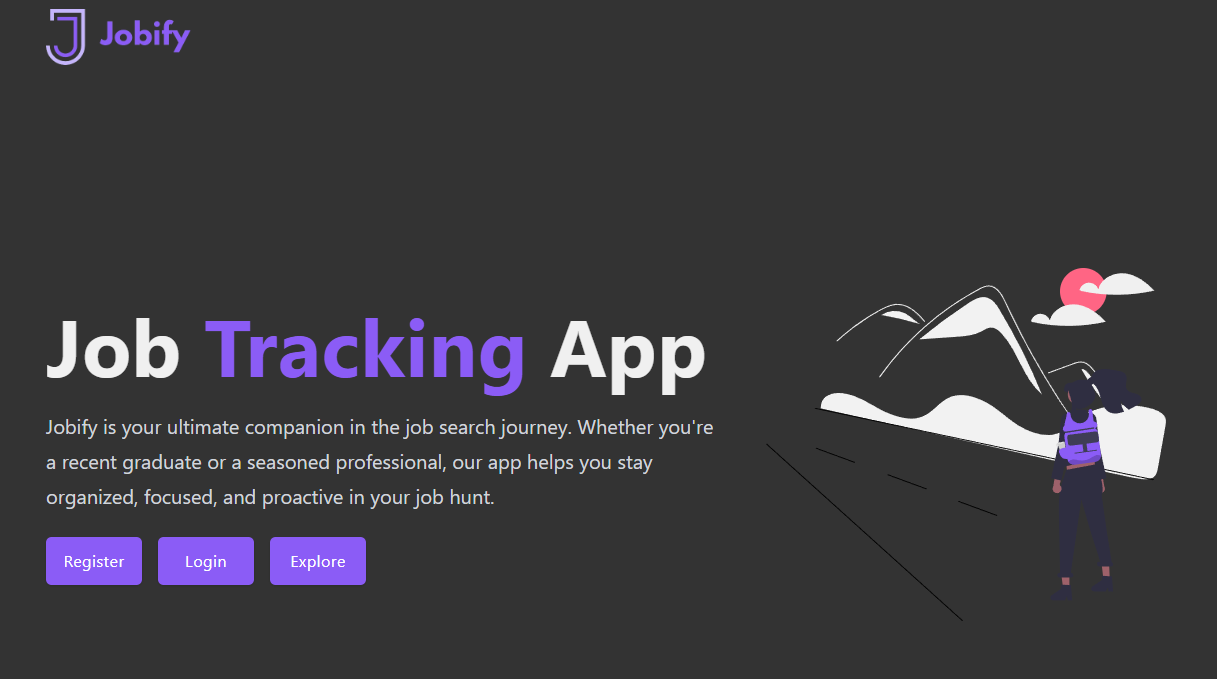 Jobify
Job Tracking App
Jobify is your ultimate companion in the job search journey. Whether you're
a recent graduate or a seasoned professional, our app helps you stay
organized, focused, and proactive in your job hunt.
Register Login Explore